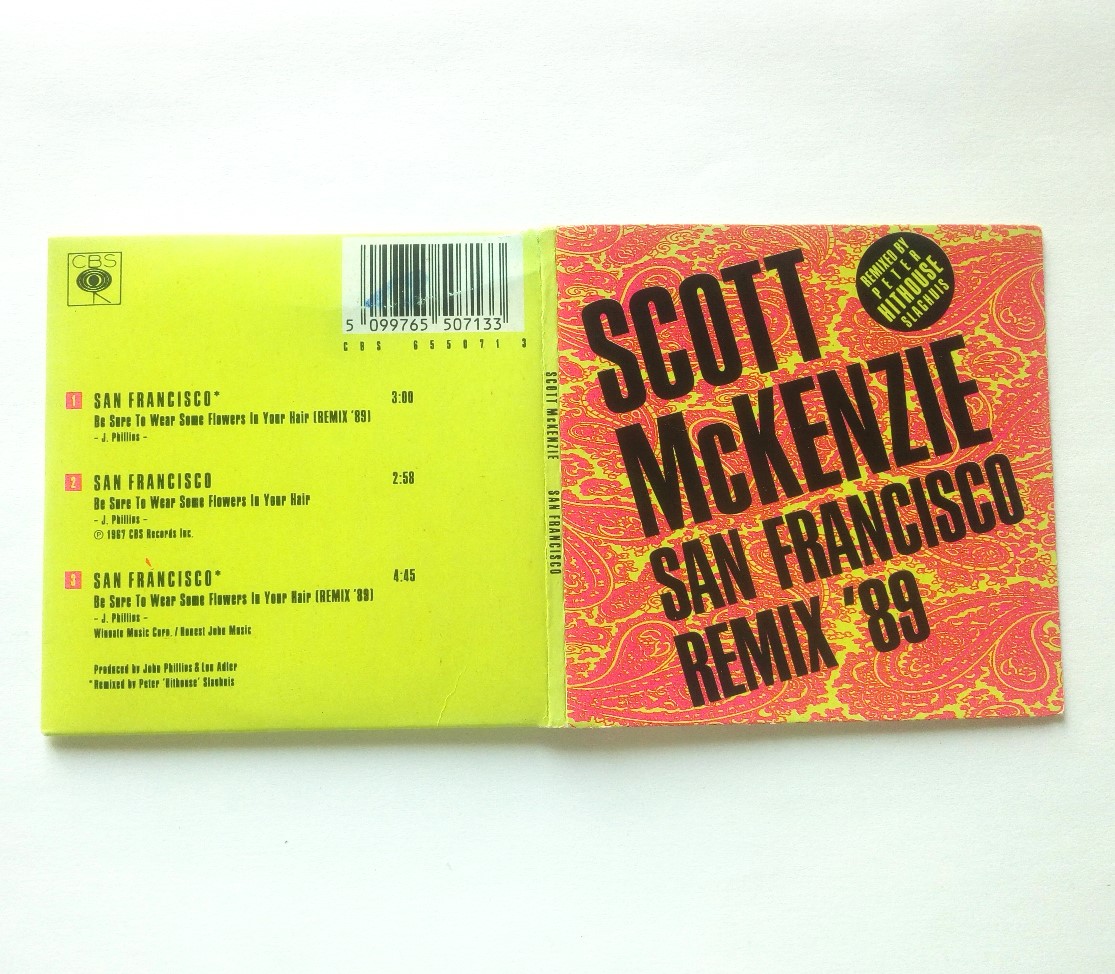 CBS
5 099765 507133
CBS 655071 3
1 SAN FRANCISCO* 3:00
Be Sure To Wear Some Flowers In Your Hair (REMIX '89)
- J. Phillips -
2 SAN FRANCISCO 2:58
Be Sure To Wear Some Flowers In Your Hair
- J. Phillips -
℗ 1967 CBS Records Inc.
3 SAN FRANCISCO* 4:45
Be Sure To Wear Some Flowers In Your Hair (REMIX '89)
- J. Phillips -
Wingate Music Corp. / Honest John Music
Produced by John Phillips & Lou Adler
*Remixed by Peter 'Hithouse' Slaghuis
SCOTT McKENZIE SAN FRANCISCO
REMIXED BY
PETER
HITHOUSE
SLAGHUIS
SCOTT
McKENZIE
SAN FRANCISCO
REMIX '89